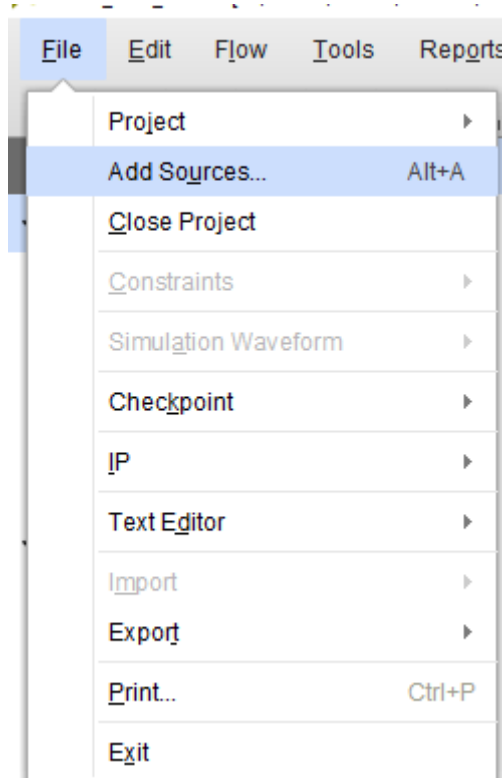 File Edit Flow Tools Reports
Project
Add Sources... Alt+A
Close Project
Constraints
Simulation Waveform
Checkpoint
IP
Text Editor
Import
Export
Print... Ctrl+P
Exit